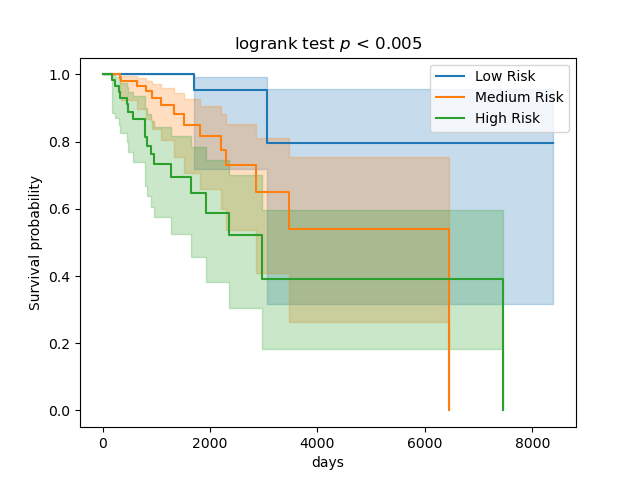 logrank test p < 0.005
Low Risk
Medium Risk
High Risk
Survival probability
1.0
0.8
0.6
0.4
0.2
0.0
0 2000 4000 6000 8000
days